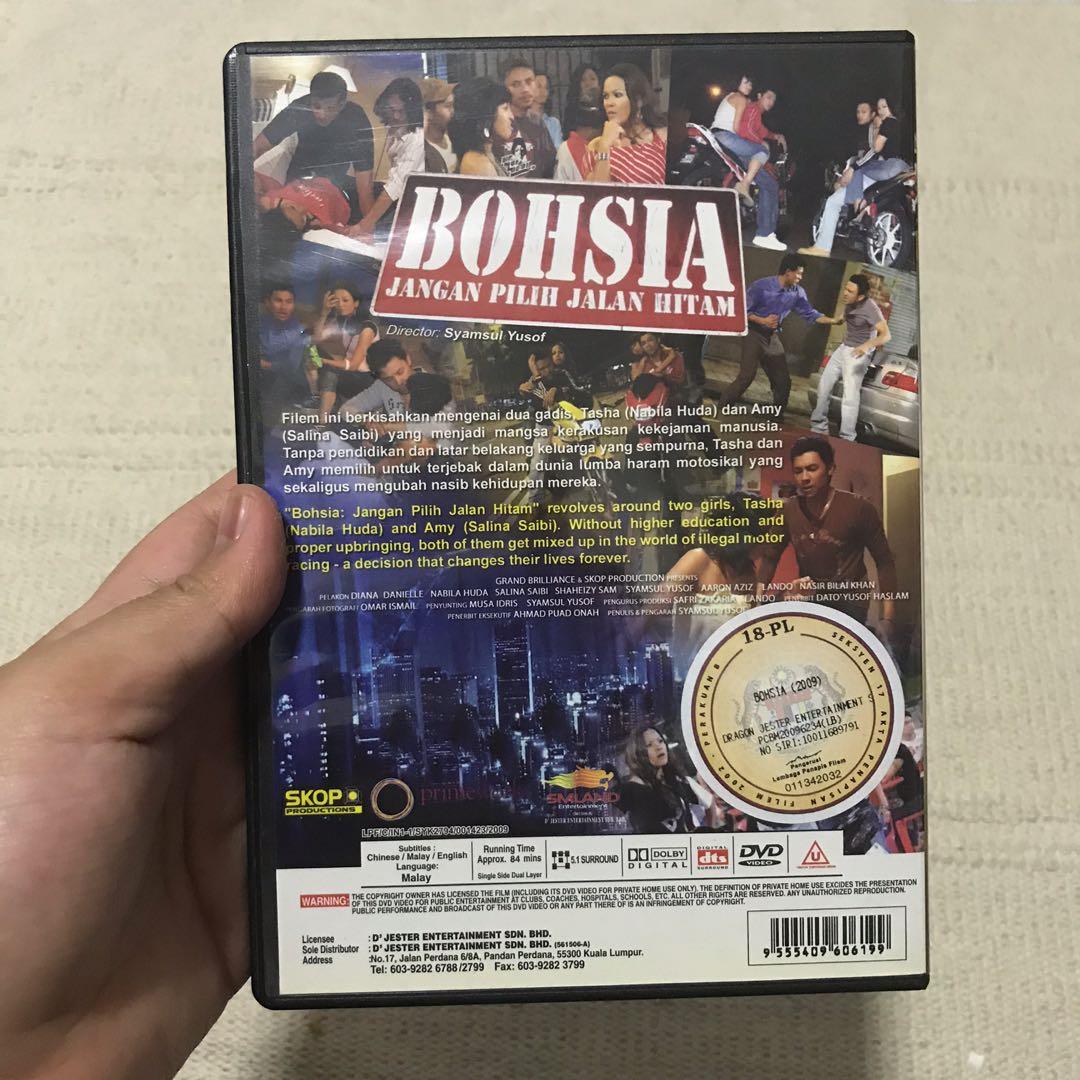 BOHSIA
JANGAN PILIH JALAN HITAM
Director: Syamsul Yusof
Filem ini berkisahkan mengenai dua gadis, Tasha (Nabila Huda) dan Amy
(Salina Saibi) yang menjadi mangsa kerakusan kekejaman manusia.
Tanpa pendidikan dan latar belakang keluarga yang sempurna, Tasha dan
Amy memilih untuk terjebak dalam dunia lumba haram motosikal yang
sekaligus mengubah nasib kehidupan mereka.
"Bohsia: Jangan Pilih Jalan Hitam" revolves around two girls, Tasha
(Nabila Huda) and Amy (Salina Saibi). Without higher education and
proper upbringing, both of them get mixed up in the world of illegal motor
racing - a decision that changes their lives forever.
GRAND BRILLIANCE & SKOP PRODUCTION PRESENTS
PELAKON DIANA DANIELLE NABILA HUDA SALINA SAIBI SHAHEIZY SAM SYAMSUL YUSOF AARON AZIZ LANDO NASIR BILAI KHAN
PENGARAH FOTOGRAFI OMAR ISMAIL PENYUNTING MUSA IDRIS SYAMSUL YUSOF PENGURUS PRODUKSI SAFRI ZAKARIA LANDO PENERBIT DATO' YUSOF HASLAM
PENERBIT EKSEKUTIF AHMAD PUAD ONAH PENULIS & PENGARAH SYAMSUL YUSOF
18-PL
PERAKUAN B
SEKSYEN 17 AKTA PENAPISAN FILEM 2002
BOHSIA (2009)
DRAGON JESTER ENTERTAINMENT S
PCBM20096234(LB)
NO SIRI:10011689791
Pengerusi
Lembaga Penapis Filem
011342032
SKOP
PRODUCTIONS
SMLAND
Entertainment
LPF/C/IN1-1/SYK2794/001423/2009
Subtitles :
Chinese / Malay / English
Language:
Malay
Running Time
Approx. 84 mins
Single Side Dual Layer
5.1 SURROUND
DOLBY
DIGITAL
DIGITAL
dts
SURROUND
DVD
VIDEO
U
WARNING: THE COPYRIGHT OWNER HAS LICENSED THE FILM (INCLUDING ITS DVD VIDEO FOR PRIVATE HOME USE ONLY). THE DEFINITION OF PRIVATE HOME USE EXCIDES THE PRESENTATION
OF THIS DVD VIDEO FOR PUBLIC ENTERTAINMENT AT CLUBS, COACHES, HOSPITALS, SCHOOLS, ETC. ALL OTHER RIGHTS ARE RESERVED. ANY UNAUTHORIZED REPRODUCTION.
PUBLIC PERFORMANCE AND BROADCAST OF THIS DVD VIDEO OR ANY PART THERE OF IS AN INFRINGEMENT OF COPYRIGHT.
Licensee : D' JESTER ENTERTAINMENT SDN. BHD.
Sole Distributor : D' JESTER ENTERTAINMENT SDN. BHD. (561506-A)
Address :No.17, Jalan Perdana 6/8A, Pandan Perdana, 55300 Kuala Lumpur.
Tel: 603-9282 6788/2799 Fax: 603-9282 3799
9 555409 606199